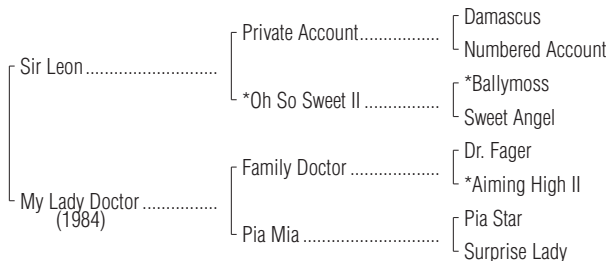 Damascus
Private Account..................
Numbered Account
Sir Leon .............................
*Ballymoss
*Oh So Sweet II .................
Sweet Angel
Dr. Fager
Family Doctor ....................
*Aiming High II
My Lady Doctor .................
(1984)
Pia Star
Pia Mia ..............................
Surprise Lady